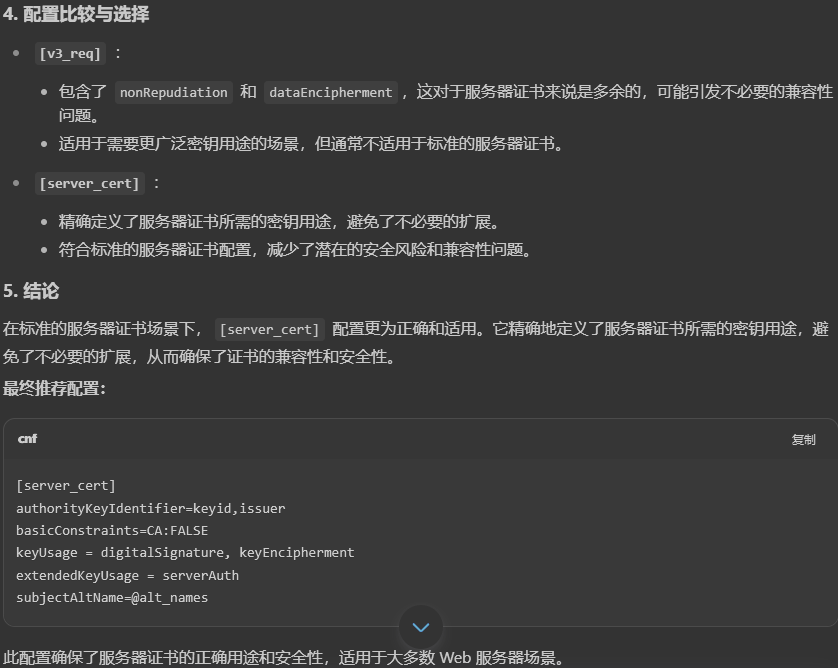 4. 配置比较与选择
[v3_req] ：
包含了 nonRepudiation 和 dataEncipherment ，这对于服务器证书来说是多余的，可能引发不必要的兼容性
问题。
适用于需要更广泛密钥用途的场景，但通常不适用于标准的服务器证书。
[server_cert] ：
精确定义了服务器证书所需的密钥用途，避免了不必要的扩展。
符合标准的服务器证书配置，减少了潜在的安全风险和兼容性问题。
5. 结论
在标准的服务器证书场景下， [server_cert] 配置更为正确和适用。它精确地定义了服务器证书所需的密钥用途，避
免了不必要的扩展，从而确保了证书的兼容性和安全性。
最终推荐配置：
cnf 复制
[server_cert]
authorityKeyIdentifier=keyid,issuer
basicConstraints=CA:FALSE
keyUsage = digitalSignature, keyEncipherment
extendedKeyUsage = serverAuth
subjectAltName=@alt_names
此配置确保了服务器证书的正确用途和安全性，适用于大多数 Web 服务器场景。